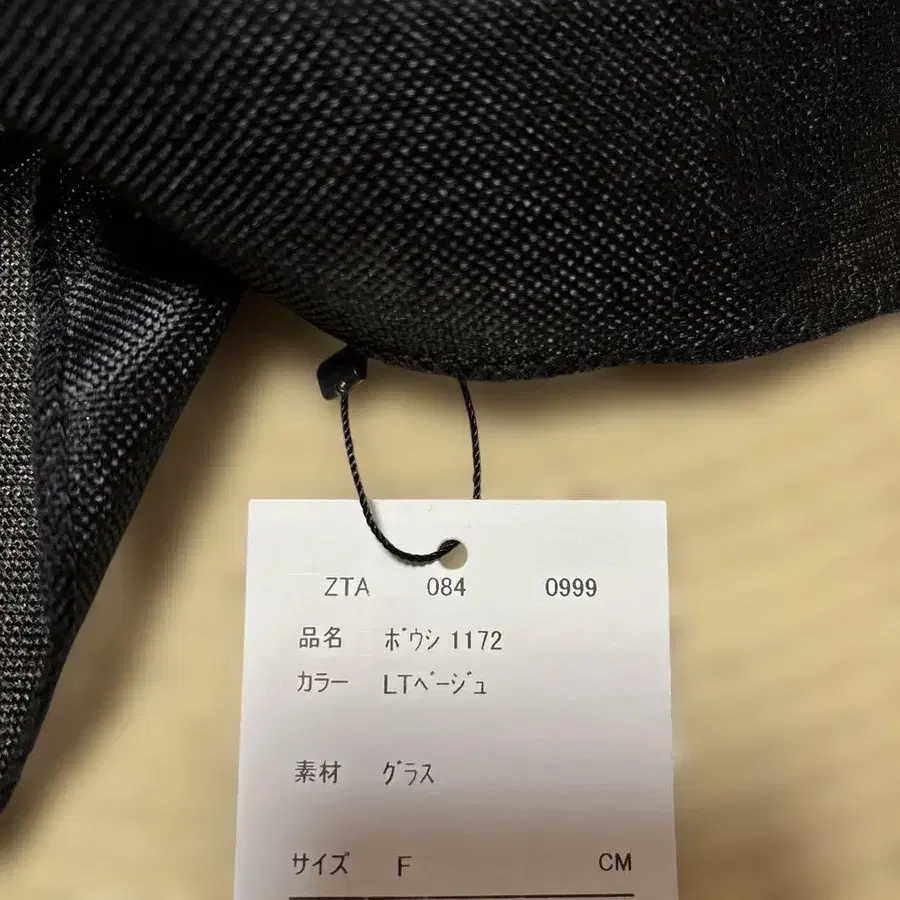 ZTA 084 0999
品名 ﾎﾞｳｼ 1172
カラー LTﾍﾞｰｼﾞｭ
素材 ｸﾞﾗｽ
サイズ F CM